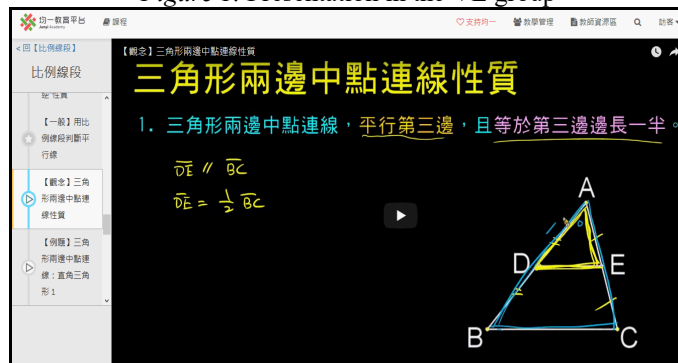 均一教育平台
Junyi Academy
課程
支持均一
教學管理
教師資源區
訪客
<回【比例線段】
比例線段
【一般】用比
例線段判斷平
行線
【觀念】三角
形兩邊中點連
線性質
【例題】三角
形兩邊中點連
線：直角三角
形1
【觀念】三角形兩邊中點連線性質
三角形兩邊中點連線性質
1. 三角形兩邊中點連線，平行第三邊，且等於第三邊邊長一半。
DE // BC
DE = 1/2 BC
A
D
E
B
C